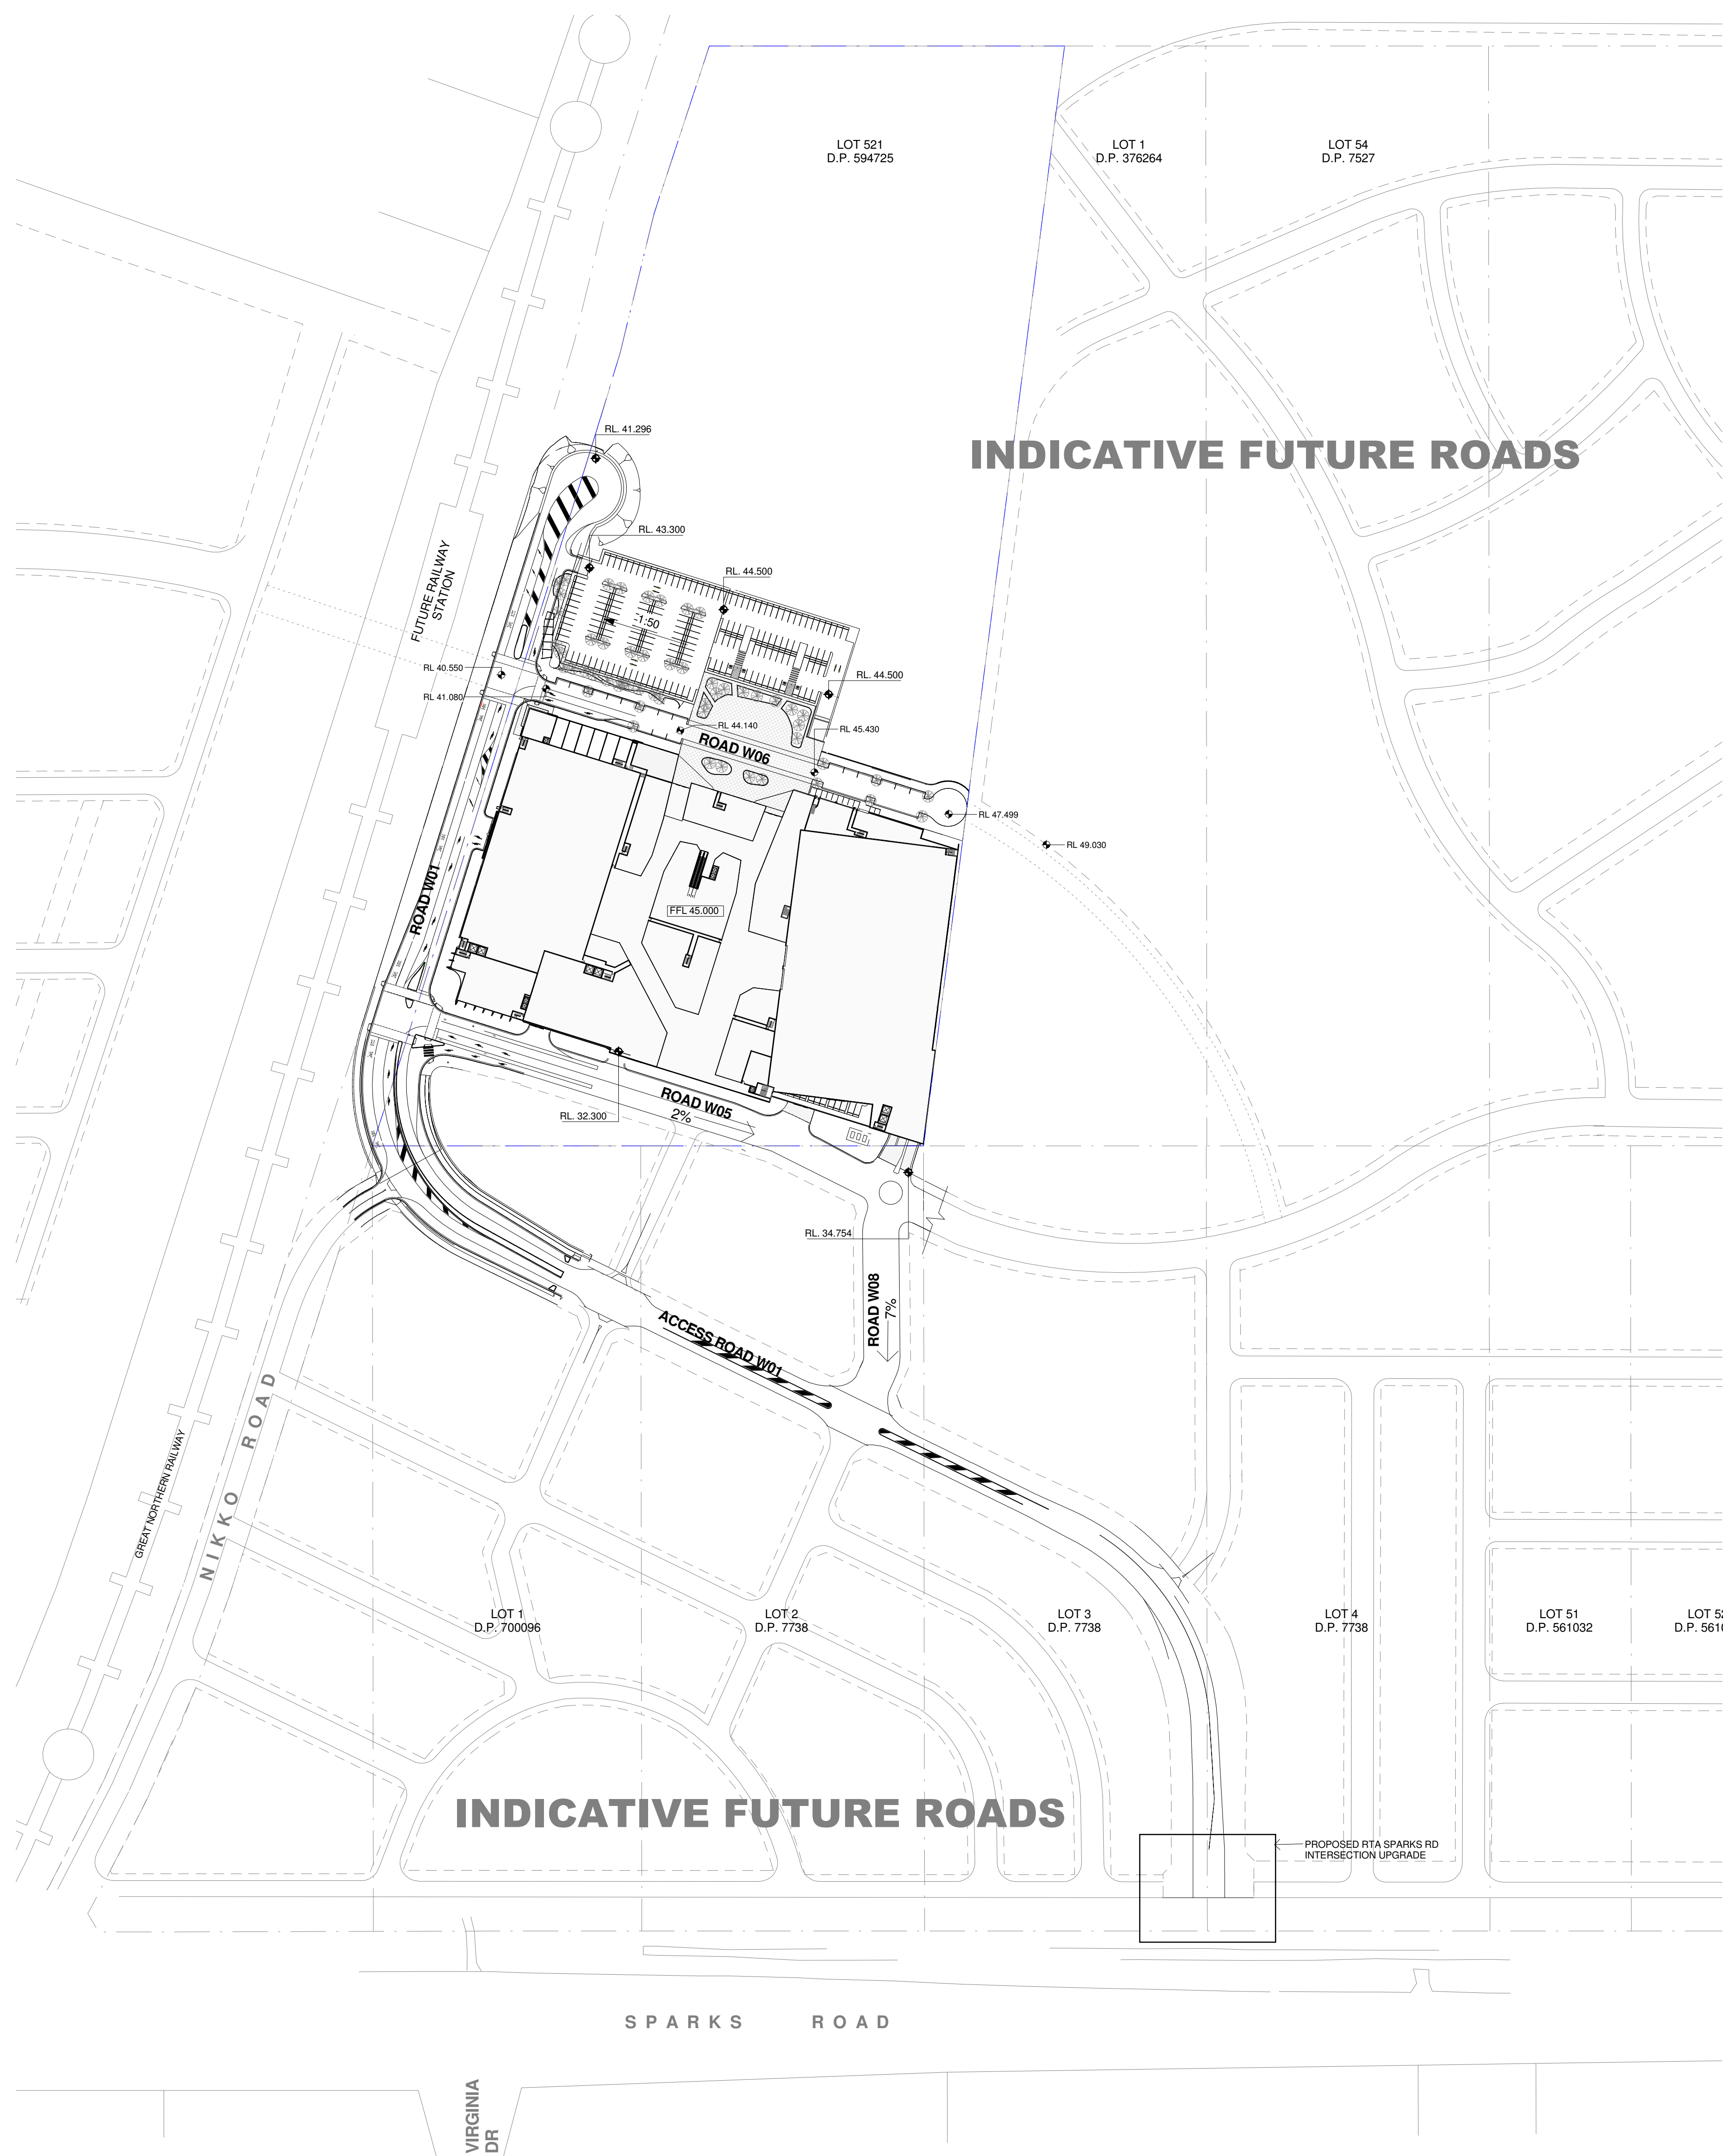 LOT 521
D.P. 594725
LOT 1
D.P. 376264
LOT 54
D.P. 7527
INDICATIVE FUTURE ROADS
RL. 41.296
RL. 43.300
FUTURE RAILWAY
STATION
RL. 44.500
1:50
RL 40.550
RL. 44.500
RL 41.080
RL 44.140
RL 45.430
ROAD W06
RL 47.499
RL 49.030
ROAD W01
FFL 45.000
ROAD W05
2%
RL. 32.300
RL. 34.754
ROAD W08
7%
ACCESS ROAD W01
NIKKO ROAD
GREAT NORTHERN RAILWAY
LOT 1
D.P. 700096
LOT 2
D.P. 7738
LOT 3
D.P. 7738
LOT 4
D.P. 7738
LOT 51
D.P. 561032
LOT
D.P.
INDICATIVE FUTURE ROADS
PROPOSED RTA SPARKS RD
INTERSECTION UPGRADE
SPARKS ROAD
VIRGINIA
DR